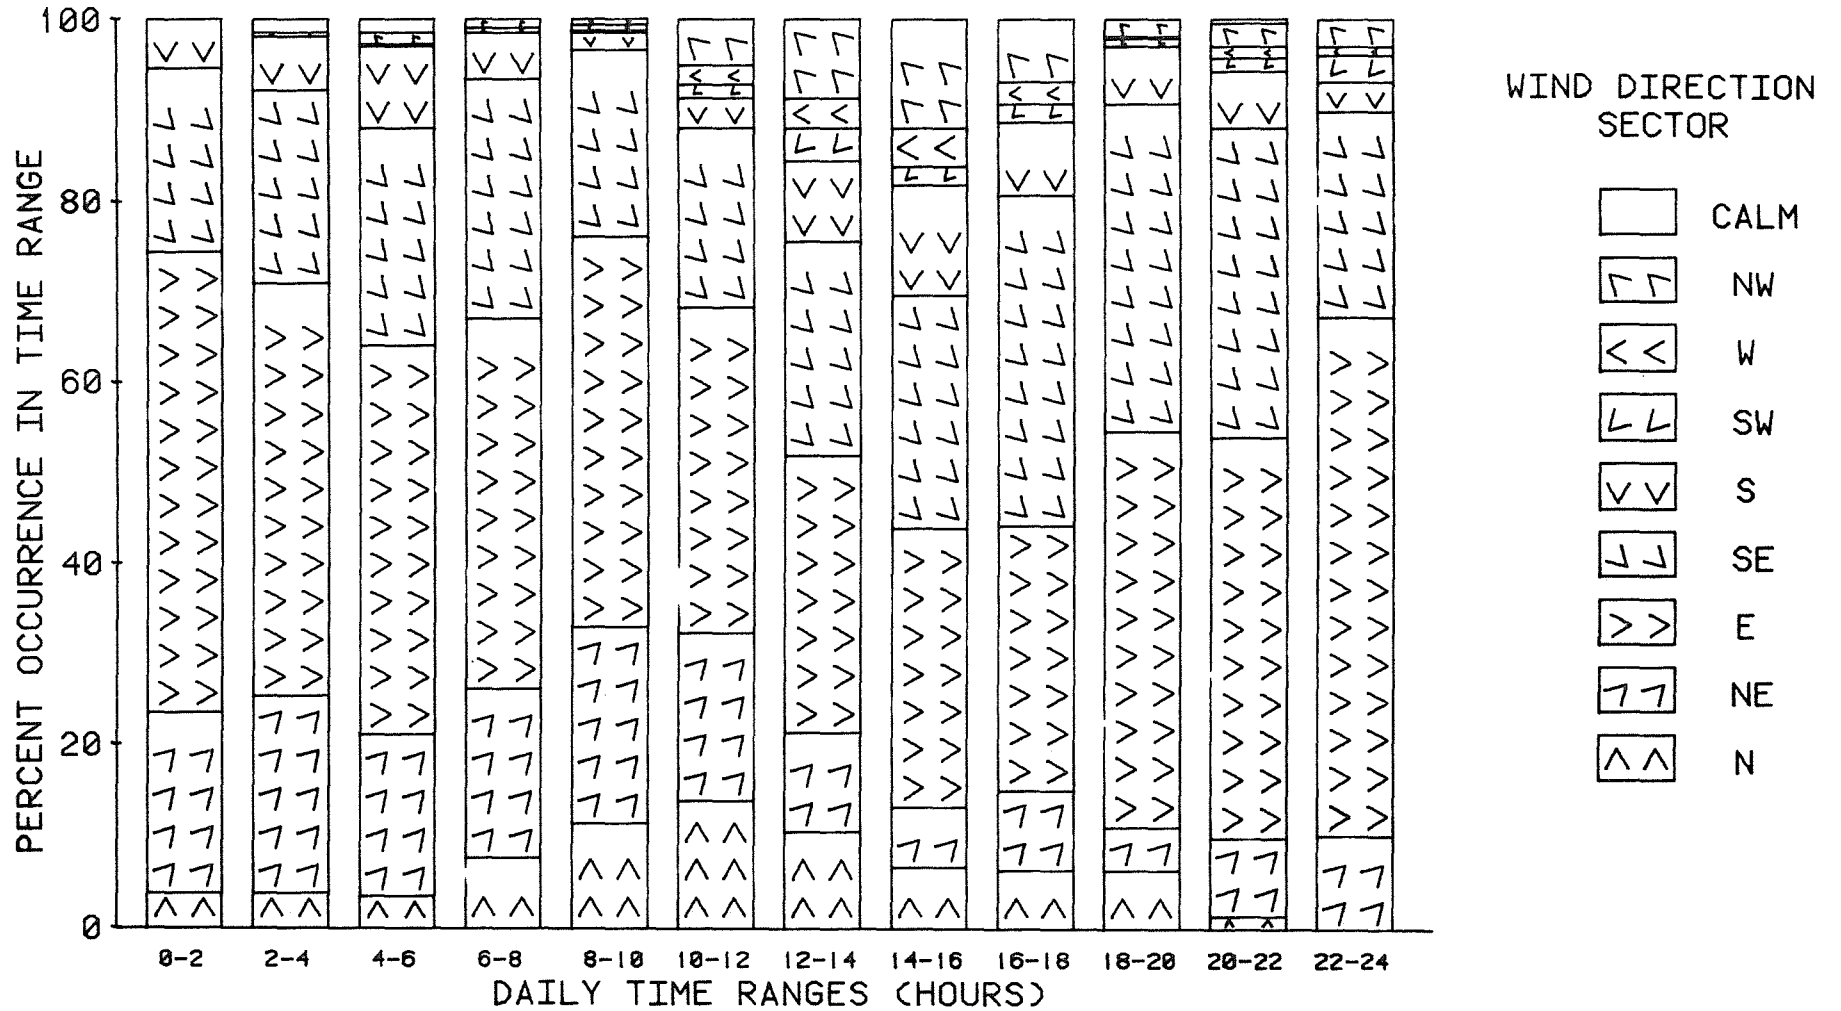 PERCENT OCCURRENCE IN TIME RANGE
100
80
60
40
20
0
0-2 2-4 4-6 6-8 8-10 10-12 12-14 14-16 16-18 18-20 20-22 22-24
DAILY TIME RANGES (HOURS)
WIND DIRECTION
SECTOR
CALM
NW
W
SW
S
SE
E
NE
N